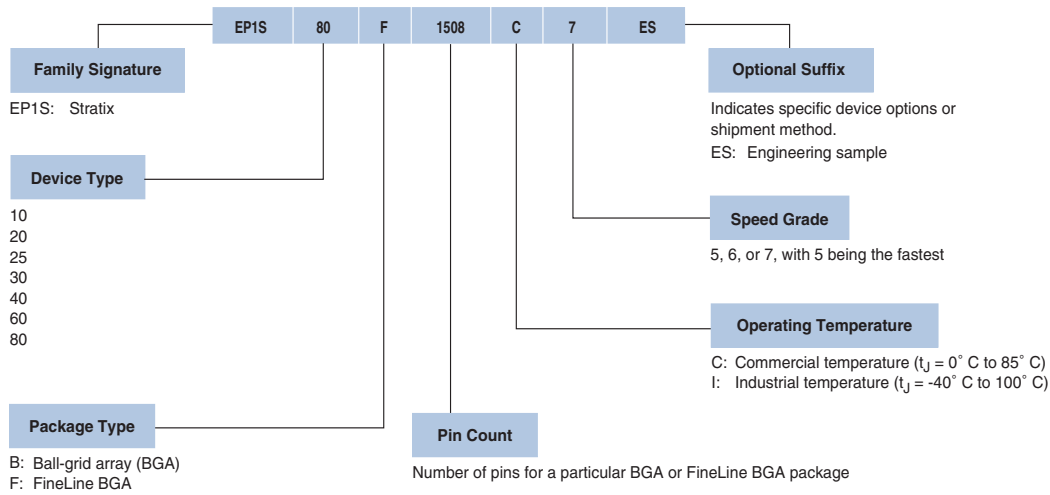 EP1S 80 F 1508 C 7 ES
Family Signature
EP1S: Stratix
Optional Suffix
Indicates specific device options or
shipment method.
ES: Engineering sample
Device Type
10
20
25
30
40
60
80
Speed Grade
5, 6, or 7, with 5 being the fastest
Operating Temperature
C: Commercial temperature (tJ = 0˚ C to 85˚ C)
I: Industrial temperature (tJ = -40˚ C to 100˚ C)
Package Type
B: Ball-grid array (BGA)
F: FineLine BGA
Pin Count
Number of pins for a particular BGA or FineLine BGA package